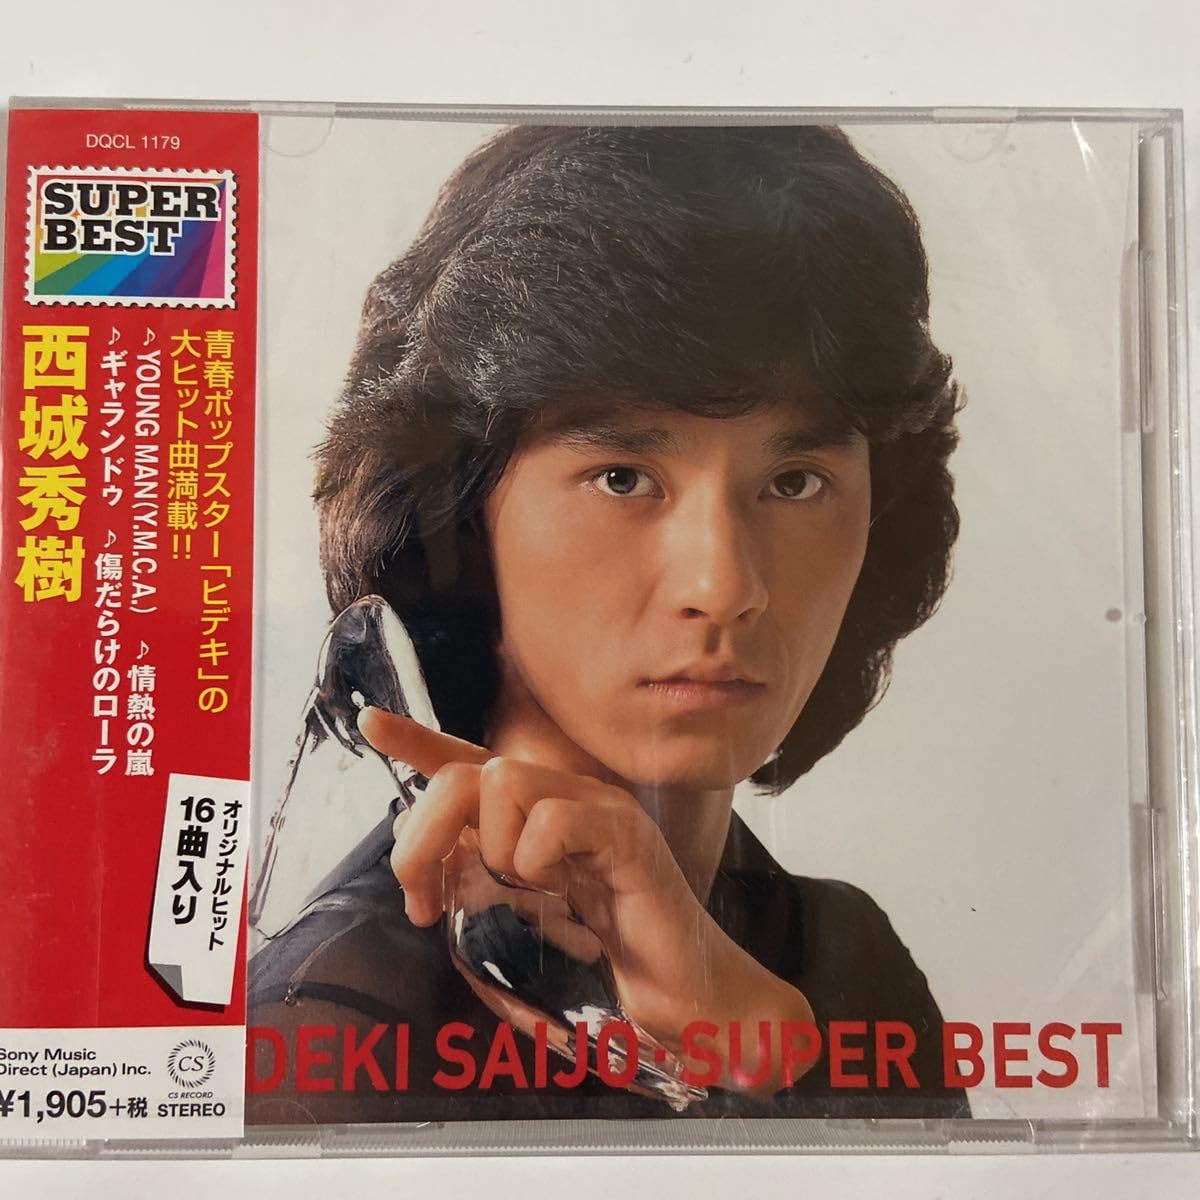 DQCL 1179
SUPER
BEST
青春ポップスター「ヒデキ」の
大ヒット曲満載!!
♪YOUNG MAN(Y.M.C.A.) ♪情熱の嵐
♪ギャランドゥ ♪傷だらけのローラ
西城秀樹
オリジナルヒット
16曲入り
Sony Music
Direct (Japan) Inc.
¥1,905+税
CS
CS RECORD
STEREO
DEKI SAIJO・SUPER BEST